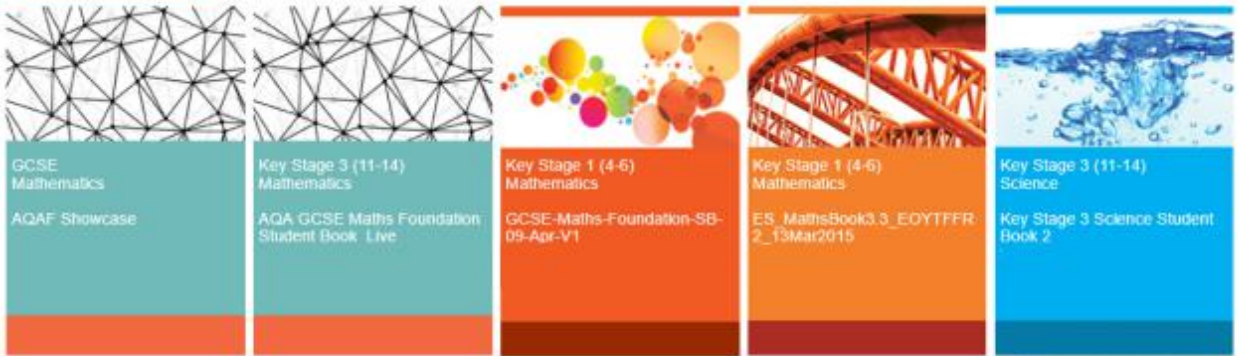 GCSE
Mathematics
AQAF Showcase
Key Stage 3 (11-14)
Mathematics
AQA GCSE Maths Foundation
Student Book Live
Key Stage 1 (4-6)
Mathematics
GCSE-Maths-Foundation-SB-
09-Apr-V1
Key Stage 1 (4-6)
Mathematics
ES_MathsBook3.3_EOYTFFR
2_13Mar2015
Key Stage 3 (11-14)
Science
Key Stage 3 Science Student
Book 2